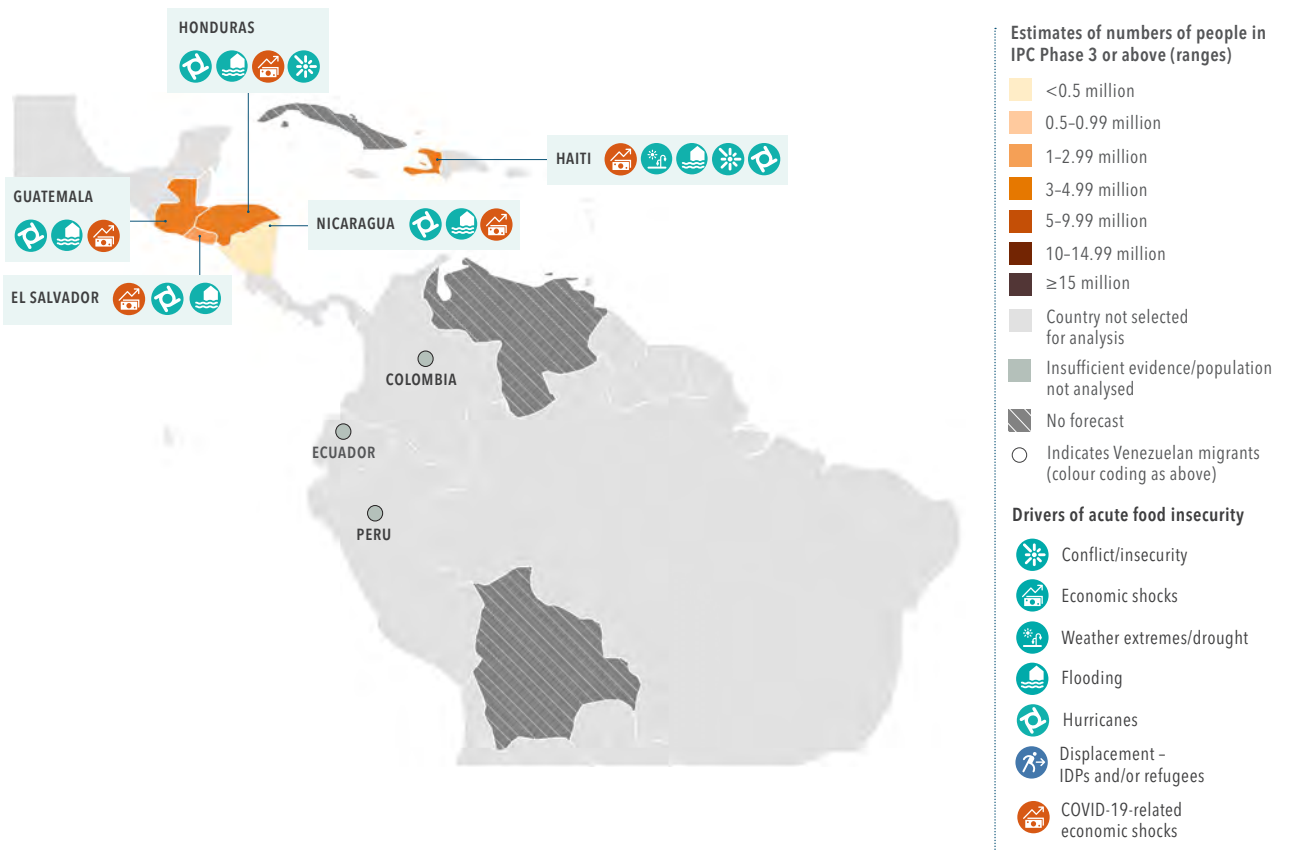 HONDURAS
HAITI
GUATEMALA
NICARAGUA
EL SALVADOR
COLOMBIA
ECUADOR
PERU
Estimates of numbers of people in
IPC Phase 3 or above (ranges)
<0.5 million
0.5–0.99 million
1–2.99 million
3–4.99 million
5–9.99 million
10–14.99 million
≥15 million
Country not selected
for analysis
Insufficient evidence/population
not analysed
No forecast
Indicates Venezuelan migrants
(colour coding as above)
Drivers of acute food insecurity
Conflict/insecurity
Economic shocks
Weather extremes/drought
Flooding
Hurricanes
Displacement –
IDPs and/or refugees
COVID-19-related
economic shocks